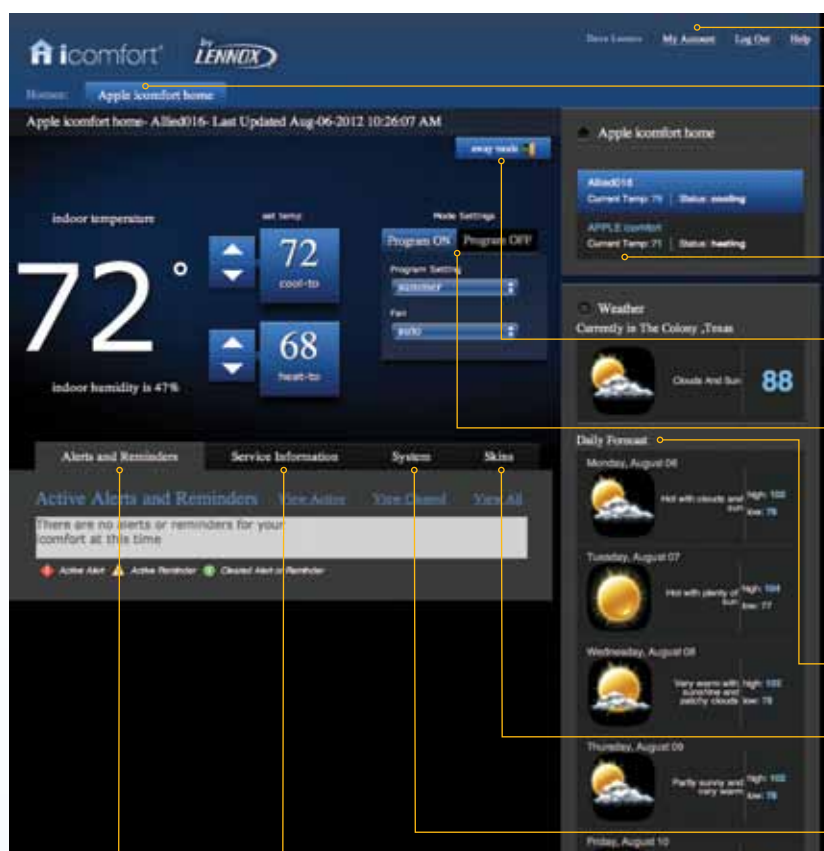 icomfort by LENNOX
Dave Lennox My Account Log Out Help
Homes: Apple icomfort home
Apple icomfort home- Allied016- Last Updated Aug-06-2012 10:26:07 AM
away mode
indoor temperature
72°
indoor humidity is 47%
set temp
72
cool-to
68
heat-to
Mode Settings
Program ON Program OFF
Program Setting
summer
Fan
auto
Alerts and Reminders Service Information System Skins
Active Alerts and Reminders View Active View Cleared View All
There are no alerts or reminders for your
icomfort at this time
Active Alert Active Reminder Cleared Alert or Reminder
Apple icomfort home
Allied016
Current Temp: Status: cooling
APPLE icomfort
Current Temp: 71 Status: heating
Weather
Currently in The Colony ,Texas
Clouds And Sun 88
Daily Forecast
Monday, August 06
Hot with clouds and
sun
high: 102
low: 78
Tuesday, August 07
Hot with plenty of
sun
high: 104
low: 77
Wednesday, August 08
Very warm with
sunshine and
patchy clouds
high: 102
low: 78
Thursday, August 09
Partly sunny and
very warm
high: 102
low: 78
Friday, August 10